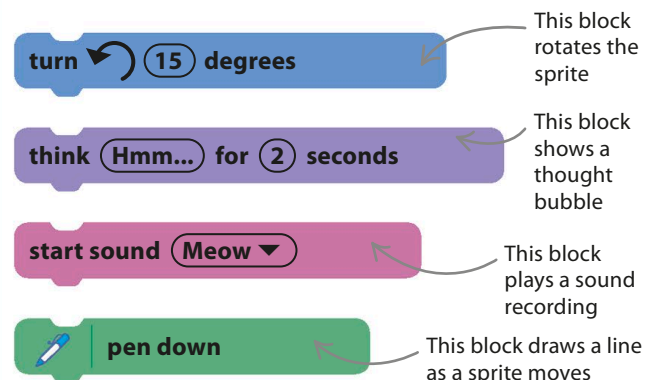 turn 15 degrees
This block
rotates the
sprite
think Hmm... for 2 seconds
This block
shows a
thought
bubble
start sound Meow
This block
plays a sound
recording
pen down
This block draws a line
as a sprite moves